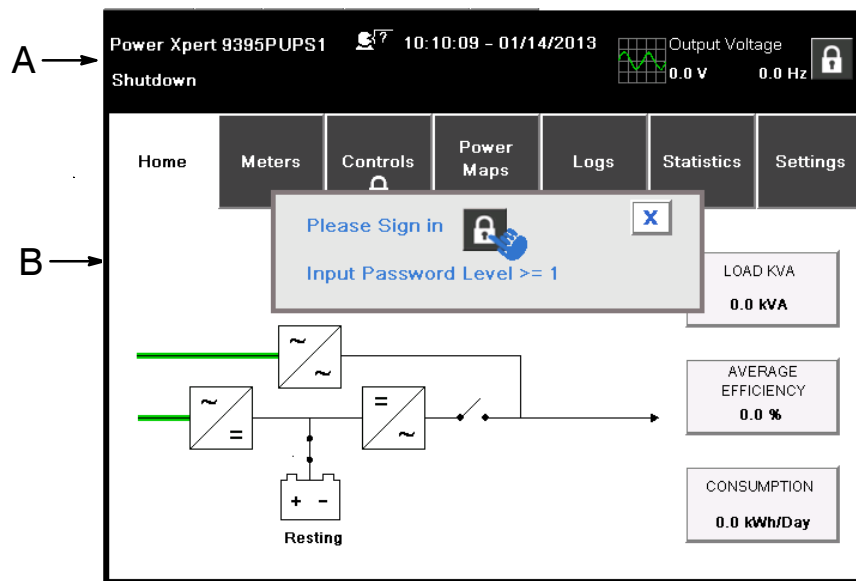 A
Power Xpert 9395PUPS1
? 10:10:09 - 01/14/2013
Output Voltage
0.0 V 0.0 Hz
Shutdown
Home
Meters
Controls
Power
Maps
Logs
Statistics
Settings
B
Please Sign in
X
Input Password Level >= 1
LOAD KVA
0.0 kVA
AVERAGE
EFFICIENCY
0.0 %
CONSUMPTION
0.0 kWh/Day
~
~
~
=
=
~
+ -
Resting